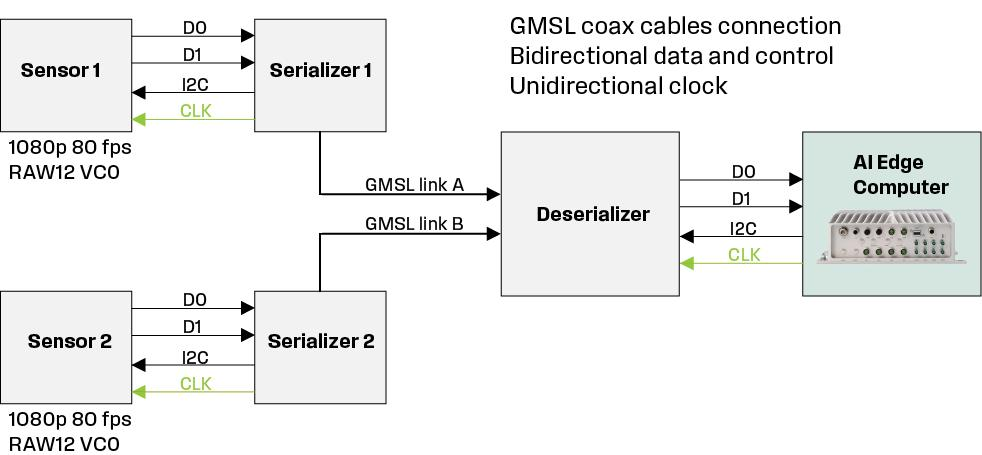 GMSL coax cables connection
Bidirectional data and control
Unidirectional clock
Sensor 1
D0
D1
I2C
CLK
Serializer 1
1080p 80 fps
RAW12 VC0
GMSL link A
GMSL link B
Deserializer
D0
D1
I2C
CLK
AI Edge
Computer
Sensor 2
D0
D1
I2C
CLK
Serializer 2
1080p 80 fps
RAW12 VC0